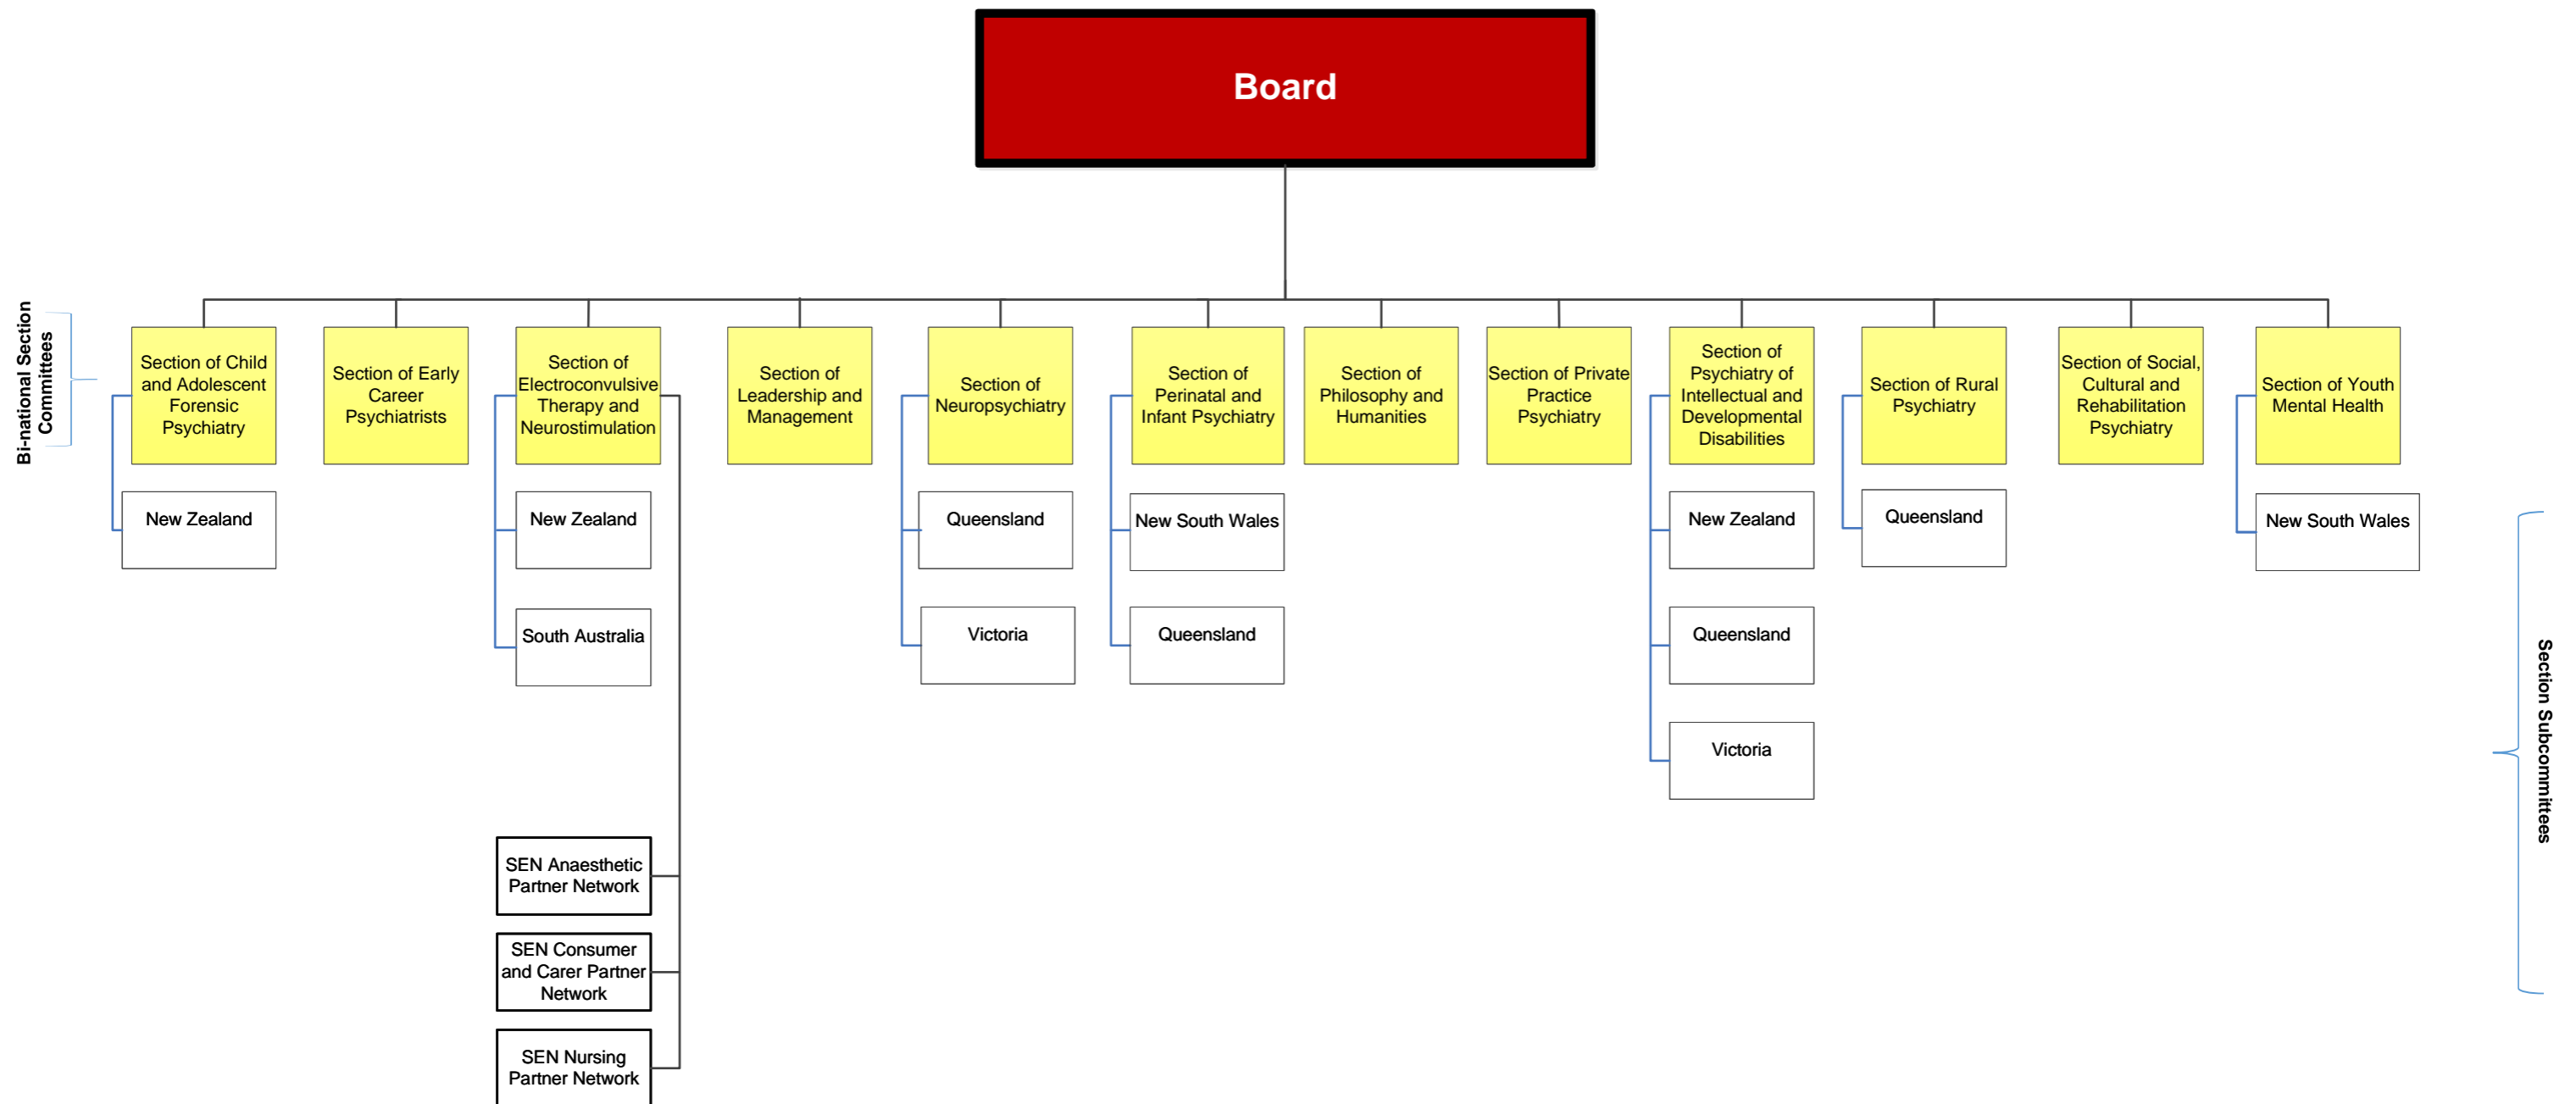 Board
Bi-national Section
Committees
Section of Child
and Adolescent
Forensic
Psychiatry
Section of Early
Career
Psychiatrists
Section of
Electroconvulsive
Therapy and
Neurostimulation
Section of
Leadership and
Management
Section of
Neuropsychiatry
Section of
Perinatal and
Infant Psychiatry
Section of
Philosophy and
Humanities
Section of Private
Practice
Psychiatry
Section of
Psychiatry of
Intellectual and
Developmental
Disabilities
Section of Rural
Psychiatry
Section of Social,
Cultural and
Rehabilitation
Psychiatry
Section of Youth
Mental Health
New Zealand
New Zealand
Queensland
New South Wales
New Zealand
Queensland
New South Wales
South Australia
Victoria
Queensland
Queensland
Victoria
Section Subcommittees
SEN Anaesthetic
Partner Network
SEN Consumer
and Carer Partner
Network
SEN Nursing
Partner Network